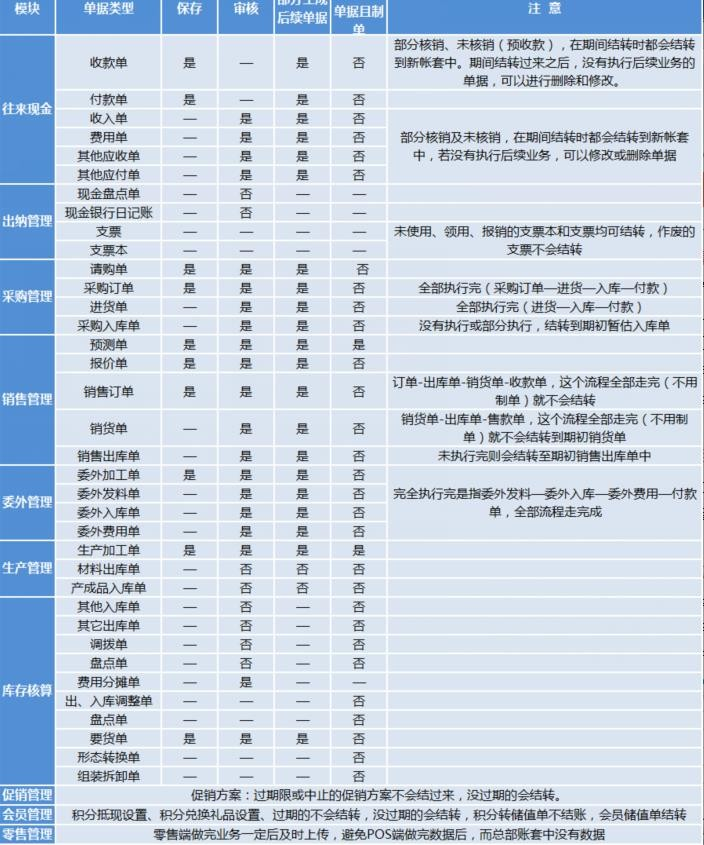 模块 单据类型 保存 审核 部分生成 单据日制 注 意
后续单据 单
往来现金 收款单 是 — 是 否 部分核销、未核销（预收款），在期间结转时都会结转
到新帐套中。期间结转过来之后，没有执行后续业务的
单据，可以进行删除和修改。
付款单 是 — 是 否
收入单 — 是 是 否 部分核销及未核销，在期间结转时都会结转到新帐套
中，若没有执行后续业务，可以修改或删除单据
费用单 — 是 是 否
其他应收单 — 是 是 否
其他应付单 — 是 是 否
出纳管理 现金盘点单 — 否 — —
现金银行日记账 — 否 — —
支票 — — — — 未使用、领用、报销的支票本和支票均可结转，作废的
支票不会结转
支票本 — — — —
采购管理 请购单 是 是 是 否
采购订单 是 是 是 否 全部执行完（采购订单—进货—入库—付款）
进货单 — 是 是 否 全部执行完（进货—入库—付款）
采购入库单 — 是 是 否 没有执行或部分执行，结转到期初暂估入库单
销售管理 预测单 是 是 是 是
报价单 是 是 是 否
销售订单 是 是 是 否 订单-出库单-销货单-收款单，这个流程全部走完（不用
制单）就不会结转
销货单 — 是 是 否 销货单-出库单-售款单，这个流程全部走完（不用制
单）就不会结转到期初销货单
销售出库单 — 是 是 否 未执行完则会结转至期初销售出库单中
委外管理 委外加工单 是 是 是 否 完全执行完是指委外发料—委外入库—委外费用—付款
单，全部流程走完成
委外发料单 — 是 是 否
委外入库单 — 是 是 否
委外费用单 — 是 是 否
生产管理 生产加工单 是 是 是 是
材料出库单 — 否 否 否
产成品入库单 — 否 否 否
库存核算 其他入库单 — 否 — 否
其它出库单 — 否 — 否
调拨单 — 否 — 否
盘点单 — 否 — 否
费用分摊单 — 是 — —
出、入库调整单 — — — 否
盘点单 — — — 否
要货单 是 是 是 否
形态转换单 — — — 否
组装拆卸单 — — — 否
促销管理 促销方案：过期限或中止的促销方案不会结过来，没过期的会结转。
会员管理 积分抵现设置、积分兑换礼品设置、过期的不会结转，没过期的会结转，积分转储值单不结账，会员储值单结转
零售管理 零售端做完业务一定后及时上传，避免POS端做完数据后，而总部账套中没有数据